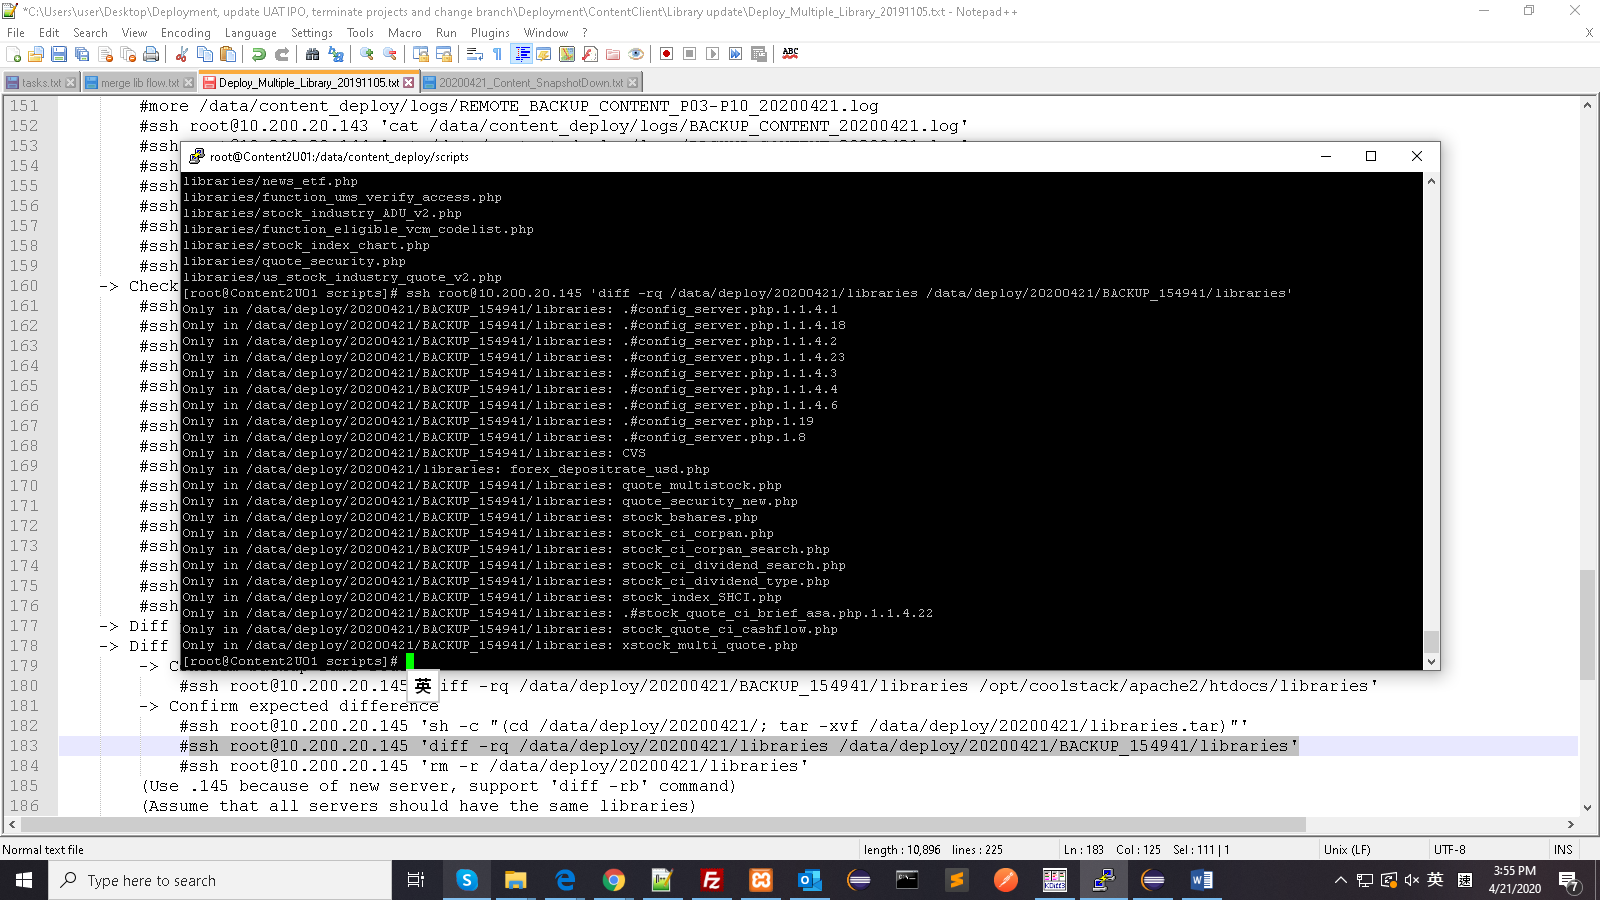 *C:\Users\user\Desktop\Deployment, update UAT IPO, terminate projects and change branch\Deployment\ContentClient\Library update\Deploy_Multiple_Library_20191105.txt - Notepad++
File Edit Search View Encoding Language Settings Tools Macro Run Plugins Window ? X
tasks.txt merge lib flow.txt Deploy_Multiple_Library_20191105.txt 20200421_Content_SnapshotDown.txt
151 #more /data/content_deploy/logs/REMOTE_BACKUP_CONTENT_P03-P10_20200421.log
152 #ssh root@10.200.20.143 'cat /data/content_deploy/logs/BACKUP_CONTENT_20200421.log'
153 #ssh
154 #ssh
155 #ssh
156 #ssh
157 #ssh
158 #ssh
159 #ssh
160 -> Check
161 #ssh
162 #ssh
163 #ssh
164 #ssh
165 #ssh
166 #ssh
167 #ssh
168 #ssh
169 #ssh
170 #ssh
171 #ssh
172 #ssh
173 #ssh
174 #ssh
175 #ssh
176 #ssh
177 -> Diff
178 -> Diff
179 -> C
180 #ssh root@10.200.20.145 iff -rq /data/deploy/20200421/BACKUP_154941/libraries /opt/coolstack/apache2/htdocs/libraries'
181 -> Confirm expected difference
182 #ssh root@10.200.20.145 'sh -c "(cd /data/deploy/20200421/; tar -xvf /data/deploy/20200421/libraries.tar)"'
183 #ssh root@10.200.20.145 'diff -rq /data/deploy/20200421/libraries /data/deploy/20200421/BACKUP_154941/libraries'
184 #ssh root@10.200.20.145 'rm -r /data/deploy/20200421/libraries'
185 (Use .145 because of new server, support 'diff -rb' command)
186 (Assume that all servers should have the same libraries)
root@Content2U01:/data/content_deploy/scripts
libraries/news_etf.php
libraries/function_ums_verify_access.php
libraries/stock_industry_ADU_v2.php
libraries/function_eligible_vcm_codelist.php
libraries/stock_index_chart.php
libraries/quote_security.php
libraries/us_stock_industry_quote_v2.php
[root@Content2U01 scripts]# ssh root@10.200.20.145 'diff -rq /data/deploy/20200421/libraries /data/deploy/20200421/BACKUP_154941/libraries'
Only in /data/deploy/20200421/BACKUP_154941/libraries: .#config_server.php.1.1.4.1
Only in /data/deploy/20200421/BACKUP_154941/libraries: .#config_server.php.1.1.4.18
Only in /data/deploy/20200421/BACKUP_154941/libraries: .#config_server.php.1.1.4.2
Only in /data/deploy/20200421/BACKUP_154941/libraries: .#config_server.php.1.1.4.23
Only in /data/deploy/20200421/BACKUP_154941/libraries: .#config_server.php.1.1.4.3
Only in /data/deploy/20200421/BACKUP_154941/libraries: .#config_server.php.1.1.4.4
Only in /data/deploy/20200421/BACKUP_154941/libraries: .#config_server.php.1.1.4.6
Only in /data/deploy/20200421/BACKUP_154941/libraries: .#config_server.php.1.19
Only in /data/deploy/20200421/BACKUP_154941/libraries: .#config_server.php.1.8
Only in /data/deploy/20200421/BACKUP_154941/libraries: CVS
Only in /data/deploy/20200421/libraries: forex_depositrate_usd.php
Only in /data/deploy/20200421/BACKUP_154941/libraries: quote_multistock.php
Only in /data/deploy/20200421/BACKUP_154941/libraries: quote_security_new.php
Only in /data/deploy/20200421/BACKUP_154941/libraries: stock_bshares.php
Only in /data/deploy/20200421/BACKUP_154941/libraries: stock_ci_corpan.php
Only in /data/deploy/20200421/BACKUP_154941/libraries: stock_ci_corpan_search.php
Only in /data/deploy/20200421/BACKUP_154941/libraries: stock_ci_dividend_search.php
Only in /data/deploy/20200421/BACKUP_154941/libraries: stock_ci_dividend_type.php
Only in /data/deploy/20200421/BACKUP_154941/libraries: stock_index_SHCI.php
Only in /data/deploy/20200421/BACKUP_154941/libraries: .#stock_quote_ci_brief_asa.php.1.1.4.22
Only in /data/deploy/20200421/BACKUP_154941/libraries: stock_quote_ci_cashflow.php
Only in /data/deploy/20200421/BACKUP_154941/libraries: xstock_multi_quote.php
[root@Content2U01 scripts]#
英
Normal text file length : 10,896 lines : 225 Ln : 183 Col : 125 Sel : 111 | 1 Unix (LF) UTF-8 INS
Type here to search
英
3:55 PM
4/21/2020
7